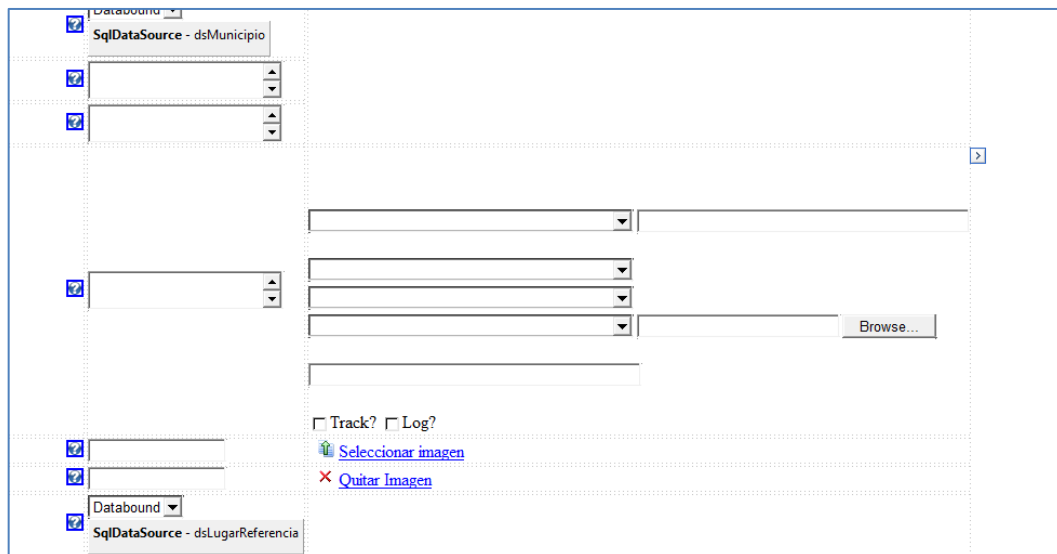 Databound
SqlDataSource - dsMunicipio
Browse...
Track? Log?
Seleccionar imagen
Quitar Imagen
Databound
SqlDataSource - dsLugarReferencia